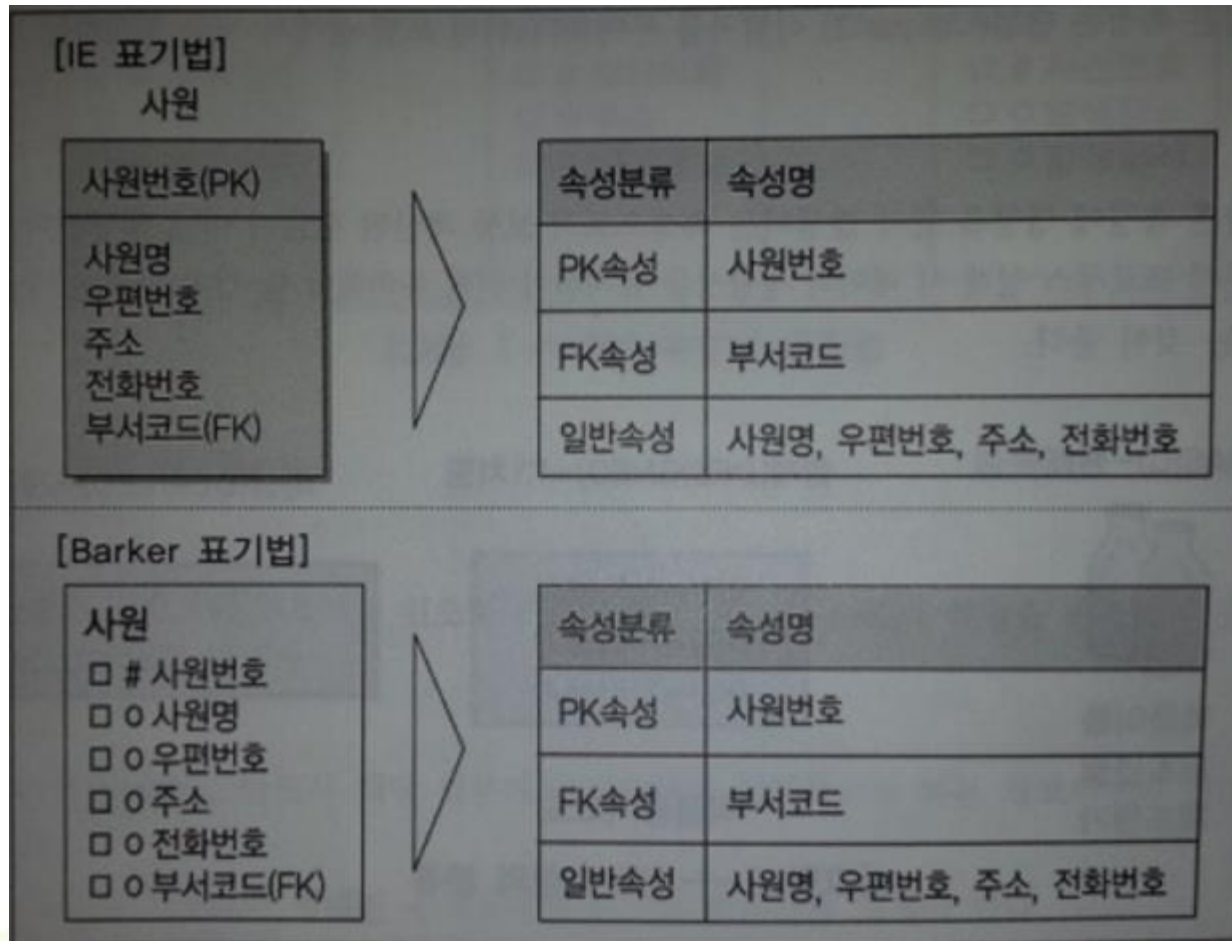 [IE 표기법]
사원
사원번호(PK)
사원명
우편번호
주소
전화번호
부서코드(FK)
속성분류 속성명
PK속성 사원번호
FK속성 부서코드
일반속성 사원명, 우편번호, 주소, 전화번호
[Barker 표기법]
사원
□ # 사원번호
□ o 사원명
□ o 우편번호
□ o 주소
□ o 전화번호
□ o 부서코드(FK)
속성분류 속성명
PK속성 사원번호
FK속성 부서코드
일반속성 사원명, 우편번호, 주소, 전화번호